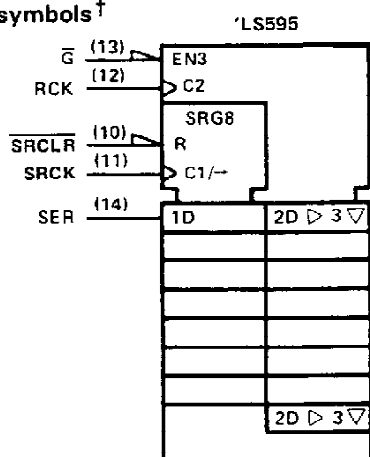 symbols†
'LS595
G̅ (13) EN3
RCK (12) C2
SRG8
S̅R̅C̅L̅R̅ (10) R
SRCK (11) C1/→
SER (14) 1D 2D ▷ 3 ▽
2D ▷ 3 ▽